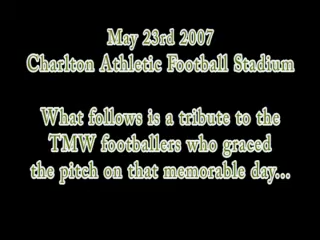 May 23rd 2007
Charlton Athletic Football Stadium
What follows is a tribute to the
TMW footballers who graced
the pitch on that memorable day...